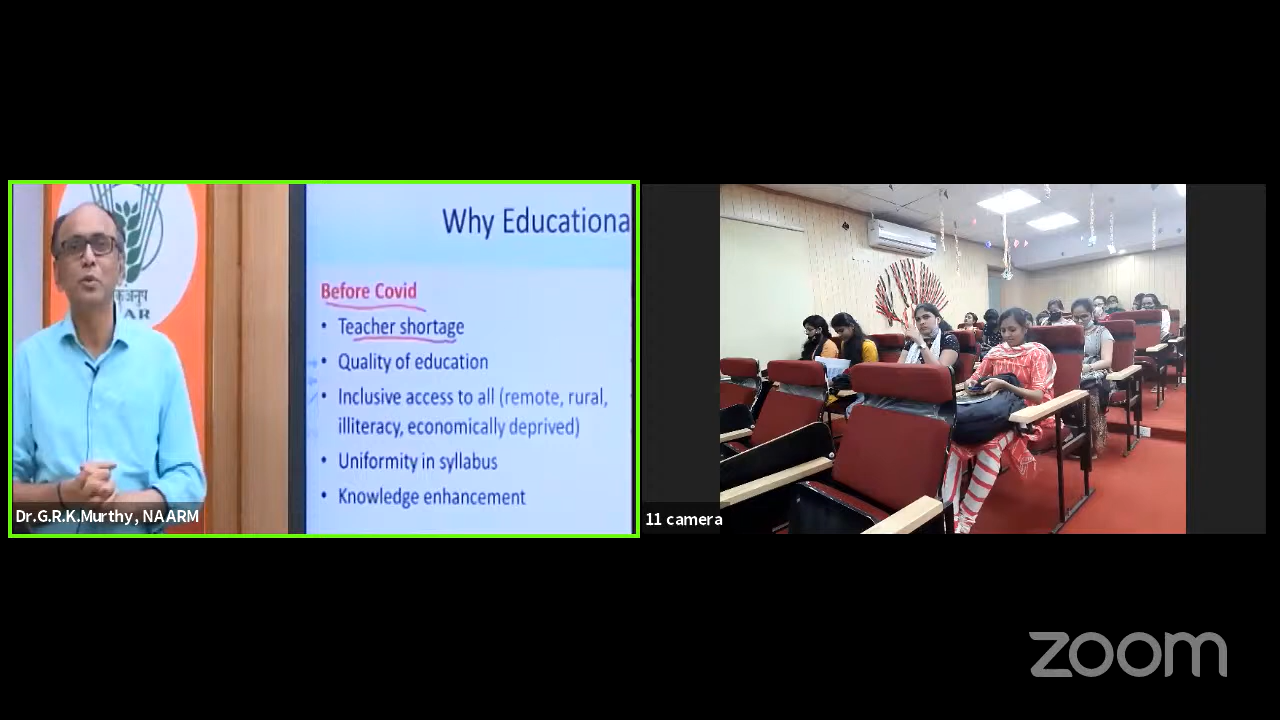 Why Educationa
Before Covid
• Teacher shortage
• Quality of education
• Inclusive access to all (remote, rural,
illiteracy, economically deprived)
• Uniformity in syllabus
• Knowledge enhancement
Dr.G.R.K.Murthy, NAARM
11 camera
zoom